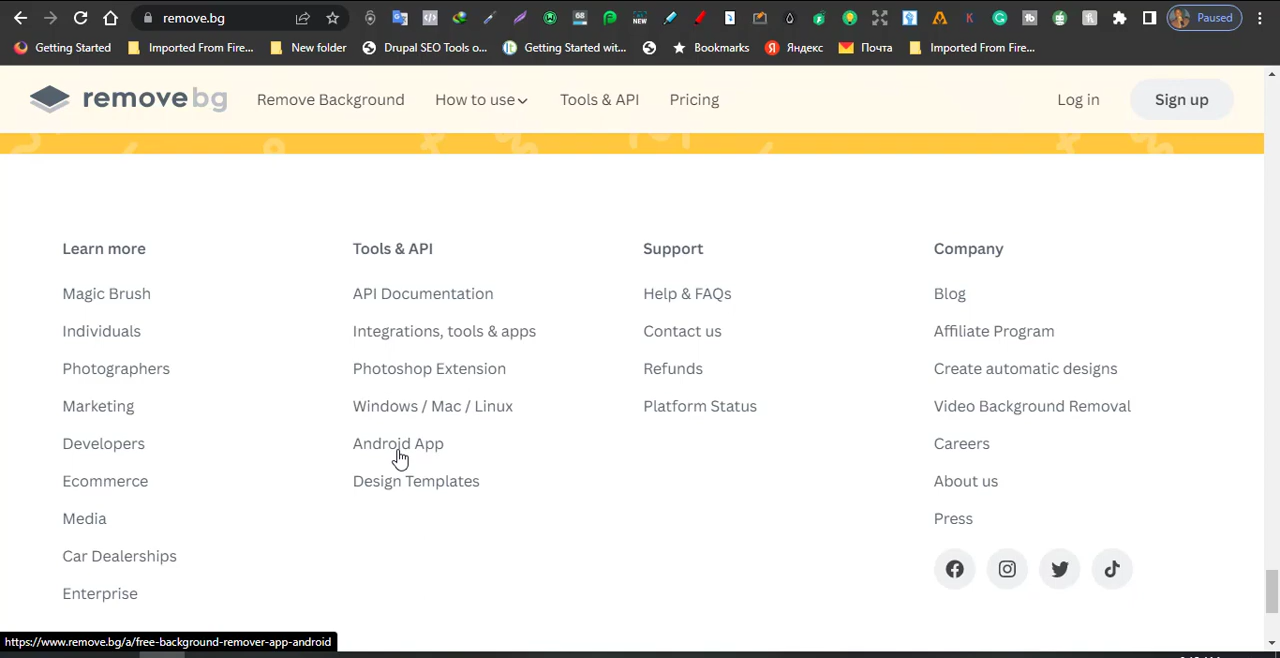 remove.bg
68
NEW
Paused
Getting Started
Imported From Fire...
New folder
Drupal SEO Tools o...
Getting Started wit...
Bookmarks
Яндекс
Почта
Imported From Fire...
removebg
Remove Background
How to use
Tools & API
Pricing
Log in
Sign up
Learn more
Magic Brush
Individuals
Photographers
Marketing
Developers
Ecommerce
Media
Car Dealerships
Enterprise
Tools & API
API Documentation
Integrations, tools & apps
Photoshop Extension
Windows / Mac / Linux
Android App
Design Templates
Support
Help & FAQs
Contact us
Refunds
Platform Status
Company
Blog
Affiliate Program
Create automatic designs
Video Background Removal
Careers
About us
Press
https://www.remove.bg/a/free-background-remover-app-android